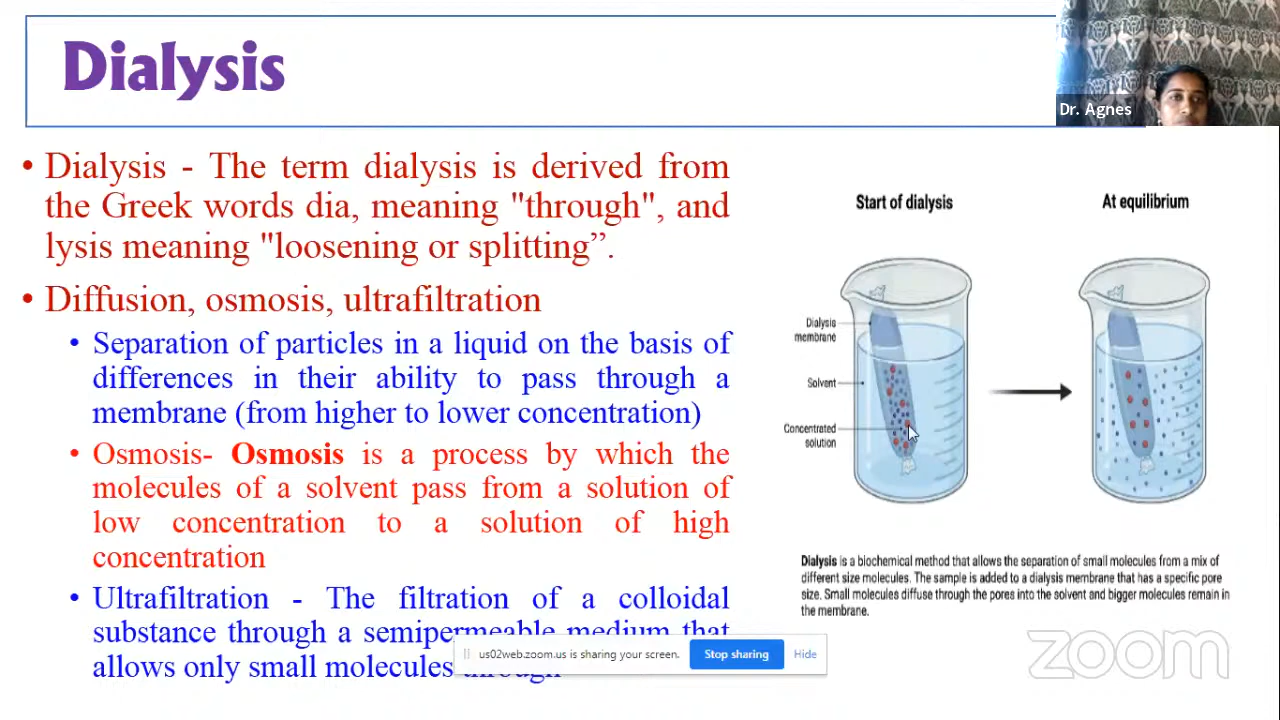 Dialysis
Dr. Agnes
• Dialysis - The term dialysis is derived from
the Greek words dia, meaning "through", and
lysis meaning "loosening or splitting”.
• Diffusion, osmosis, ultrafiltration
• Separation of particles in a liquid on the basis of
differences in their ability to pass through a
membrane (from higher to lower concentration)
• Osmosis- Osmosis is a process by which the
molecules of a solvent pass from a solution of
low concentration to a solution of high
concentration
• Ultrafiltration - The filtration of a colloidal
substance through a semipermeable medium that
allows only small molecules through
Start of dialysis
At equilibrium
Dialysis
membrane
Solvent
Concentrated
solution
Dialysis is a biochemical method that allows the separation of small molecules from a mix of
different size molecules. The sample is added to a dialysis membrane that has a specific pore
size. Small molecules diffuse through the pores into the solvent and bigger molecules remain in
the membrane.
us02web.zoom.us is sharing your screen.
Stop sharing
Hide
zoom